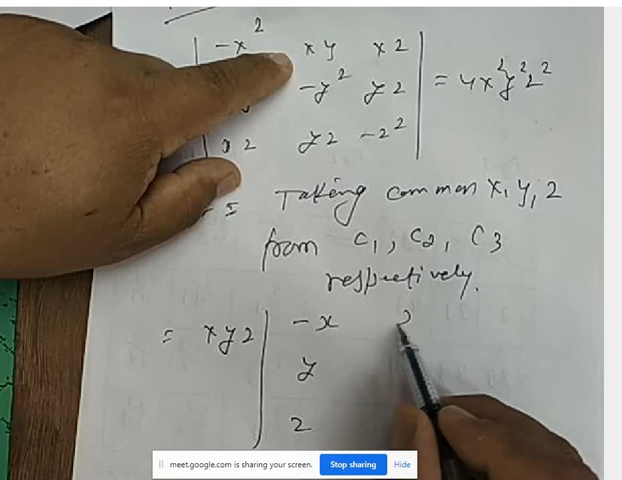 -x² xy xz
-y² yz
xz yz -z² = 4x²y²z²
= Taking common x, y, z
from C1, C2, C3
respectively.
= xyz | -x
y
z
meet.google.com is sharing your screen. Stop sharing Hide